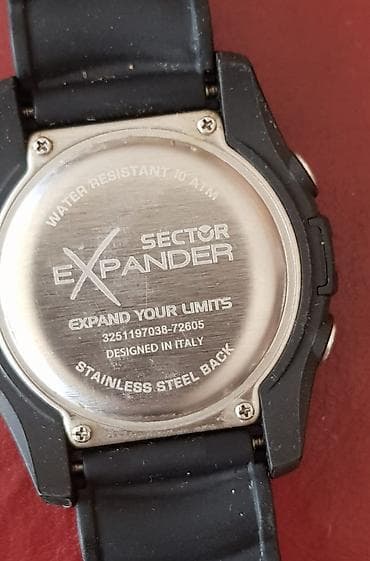 WATER RESISTANT 10 ATM
SECTOR
EXPANDER
EXPAND YOUR LIMITS
3251197038-72605
DESIGNED IN ITALY
STAINLESS STEEL BACK